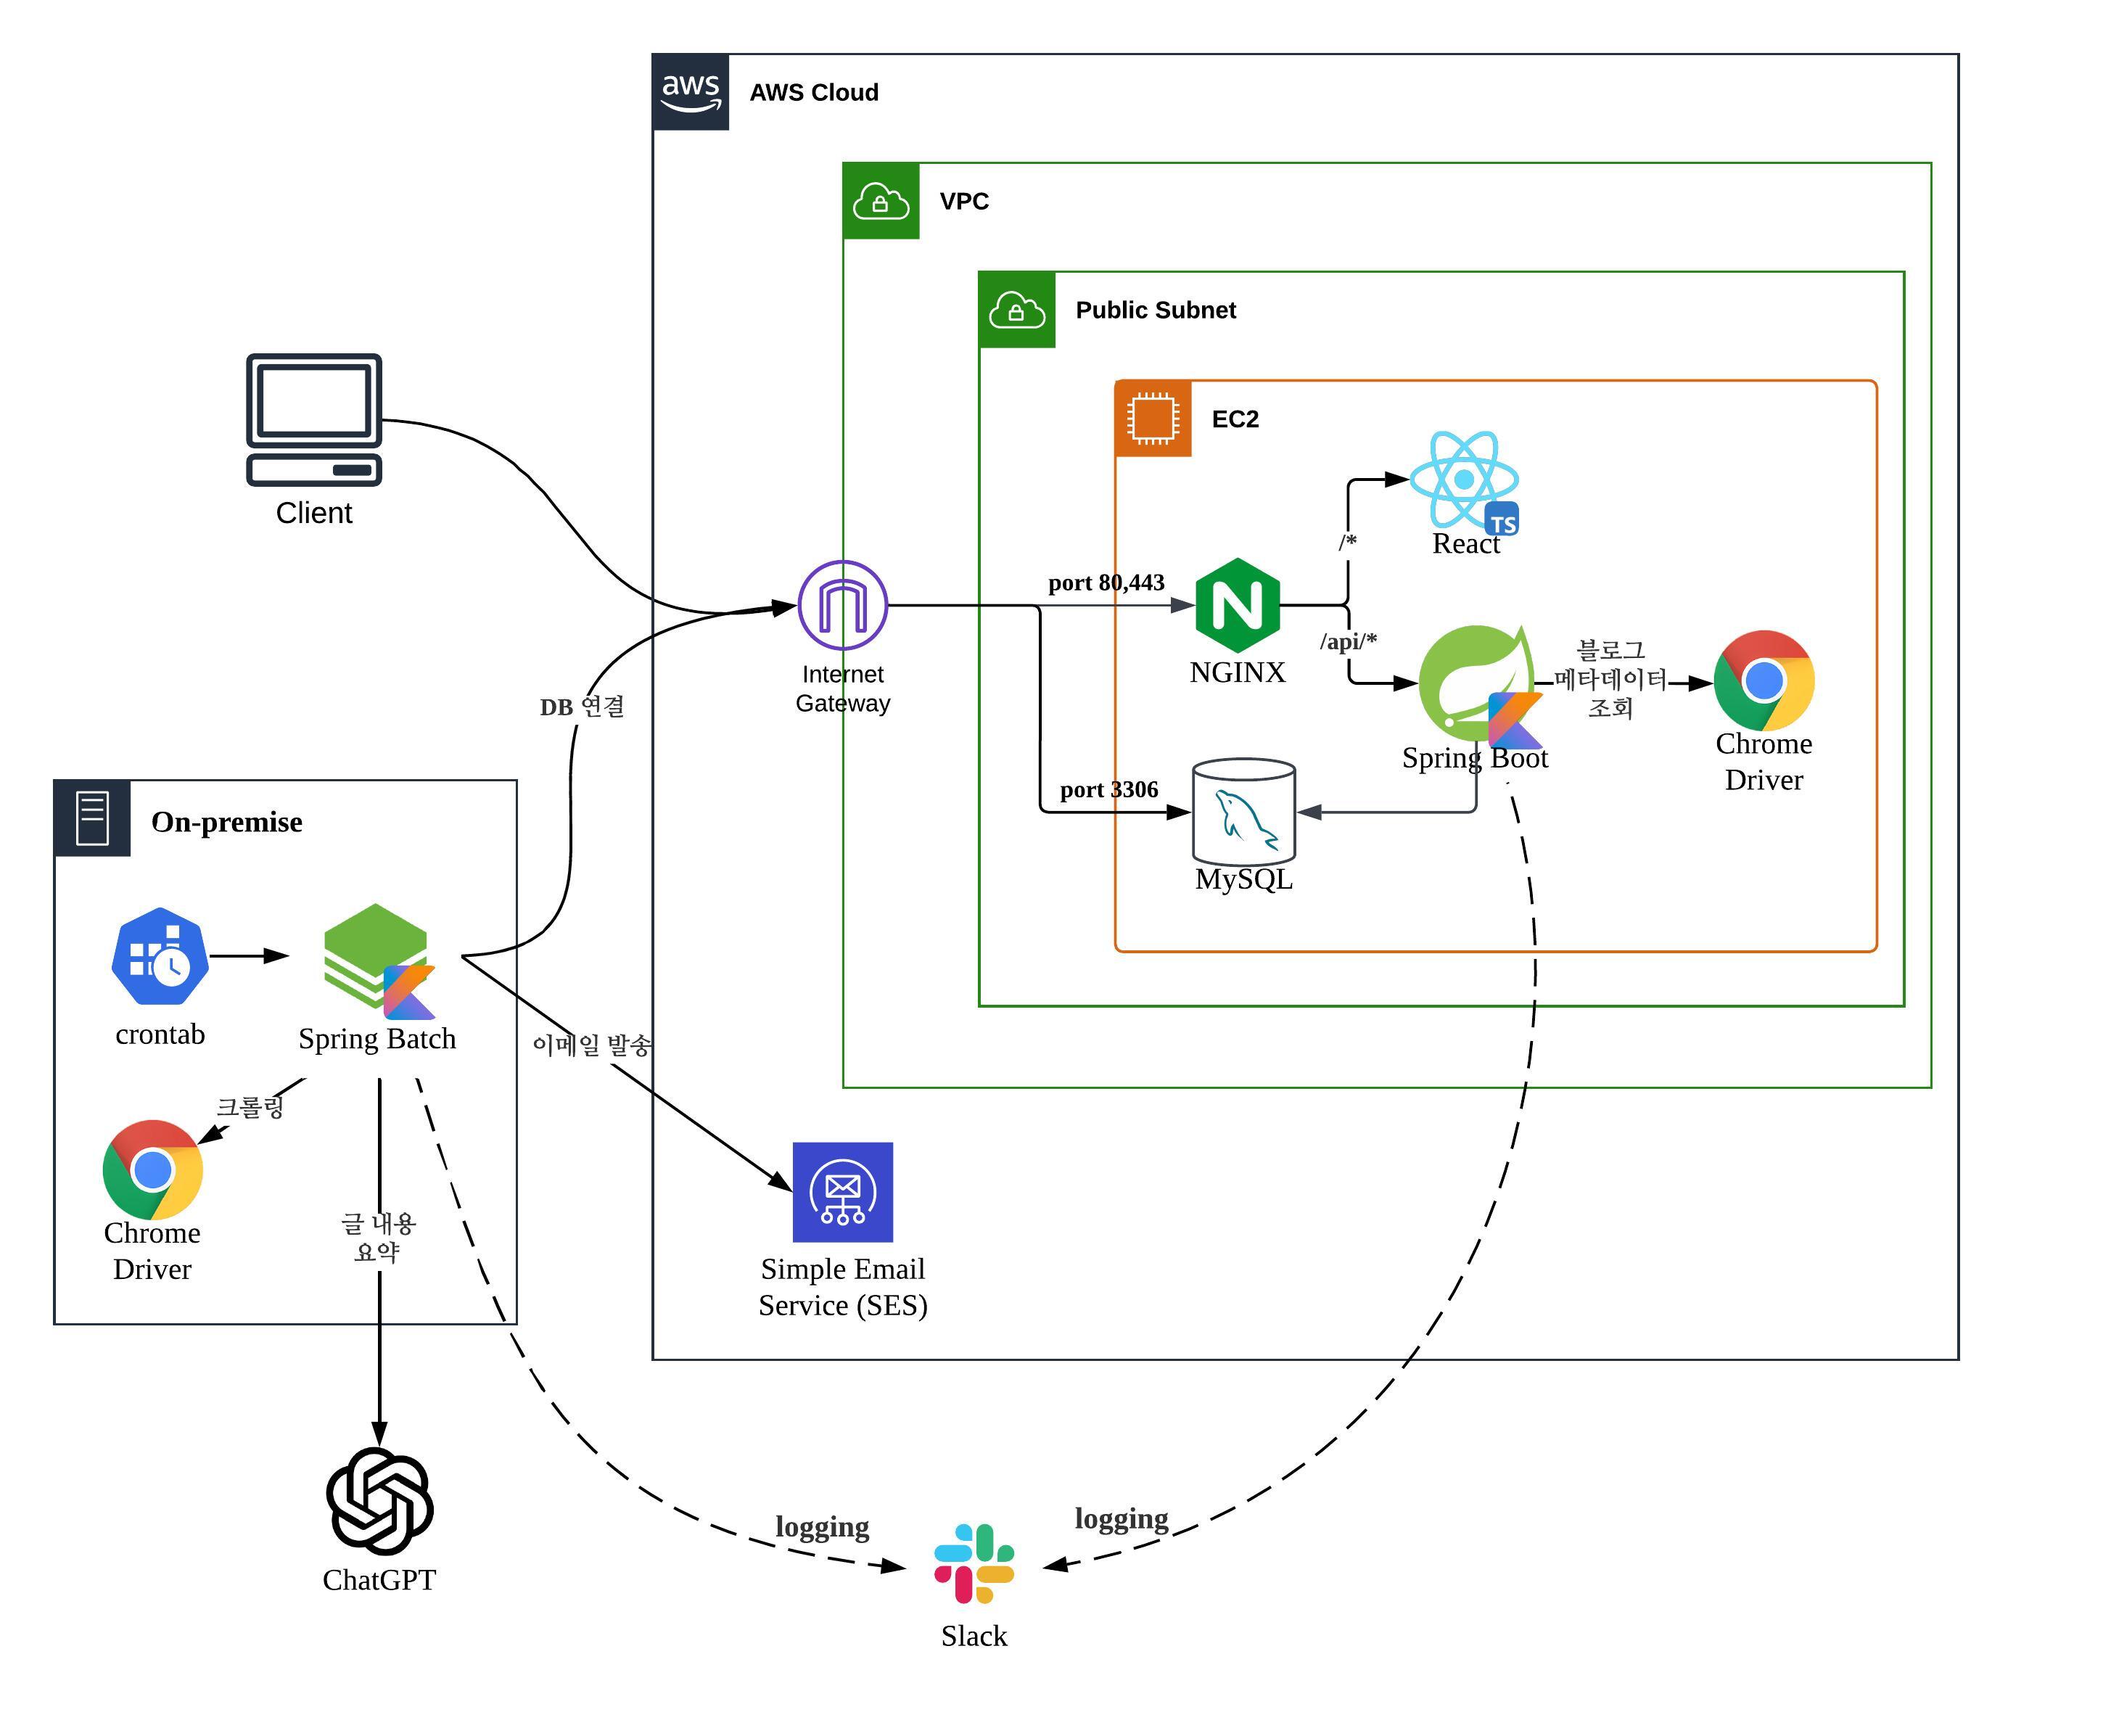 aws
AWS Cloud
VPC
Public Subnet
EC2
Client
/*
TS
React
port 80,443
NGINX
/api/*
블로그
메타데이터
조회
Spring Boot
Chrome
Driver
Internet
Gateway
DB 연결
port 3306
MySQL
On-premise
crontab
Spring Batch
이메일 발송
크롤링
Chrome
Driver
글 내용
요약
Simple Email
Service (SES)
ChatGPT
logging
logging
Slack